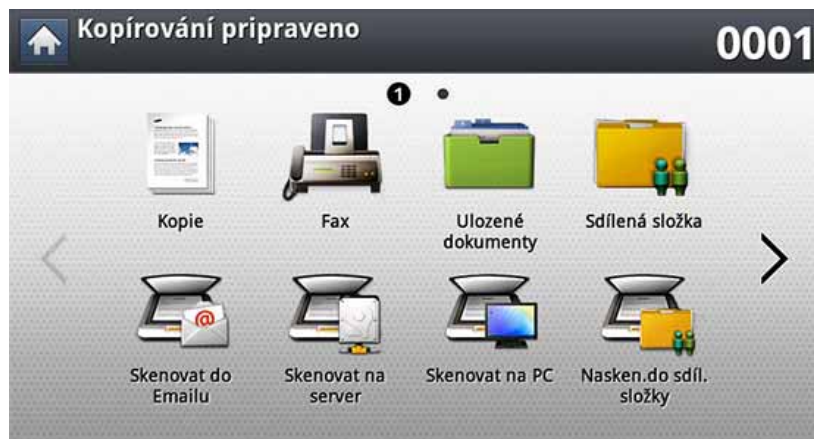 Kopírování pripraveno
0001
1
Kopie
Fax
Ulozené
dokumenty
Sdílená složka
@
Skenovat do
Emailu
Skenovat na
server
Skenovat na PC
Nasken.do sdíl.
složky